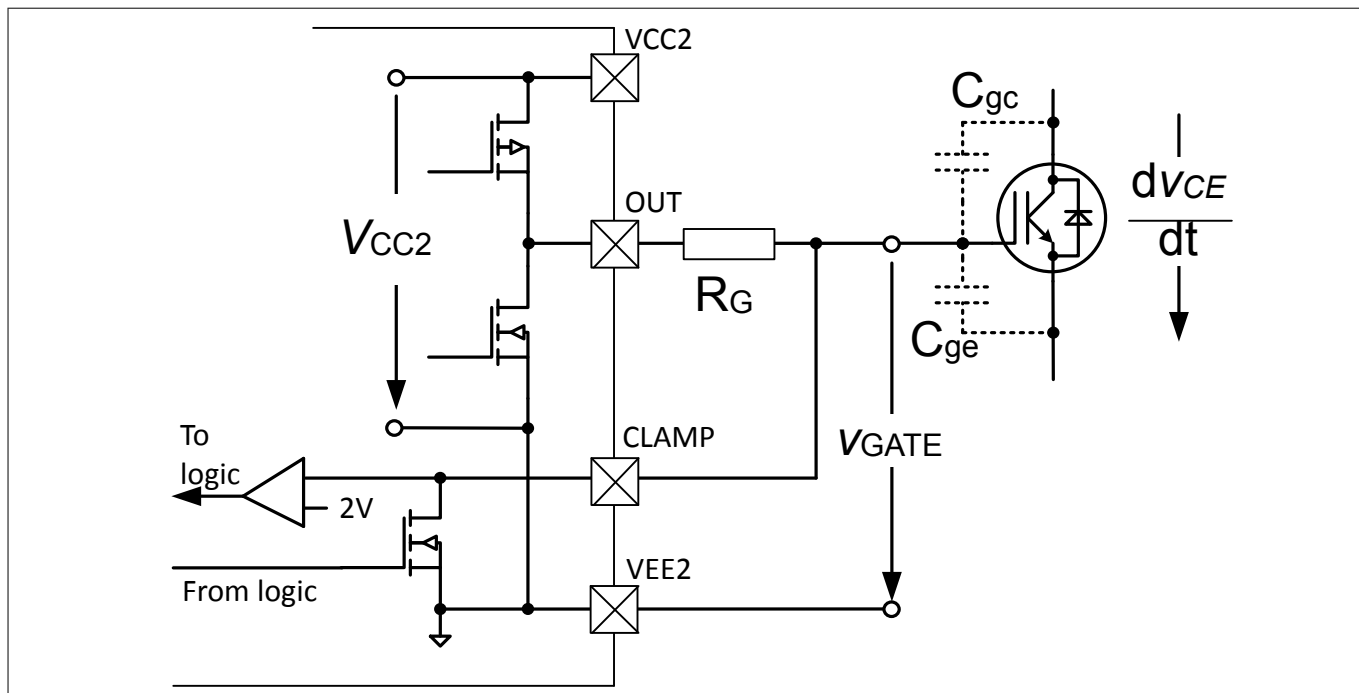 VCC2
Cgc
OUT
dvCE
dt
VCC2
RG
Cge
To
logic
CLAMP
vGATE
2V
VEE2
From logic